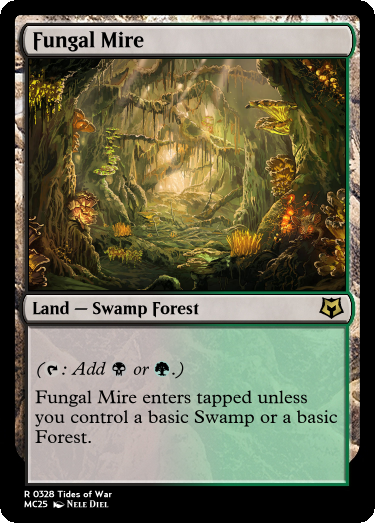 Fungal Mire
Land — Swamp Forest
(: Add or .)
Fungal Mire enters tapped unless
you control a basic Swamp or a basic
Forest.
R 0328 Tides of War
MC25 Nele Diel